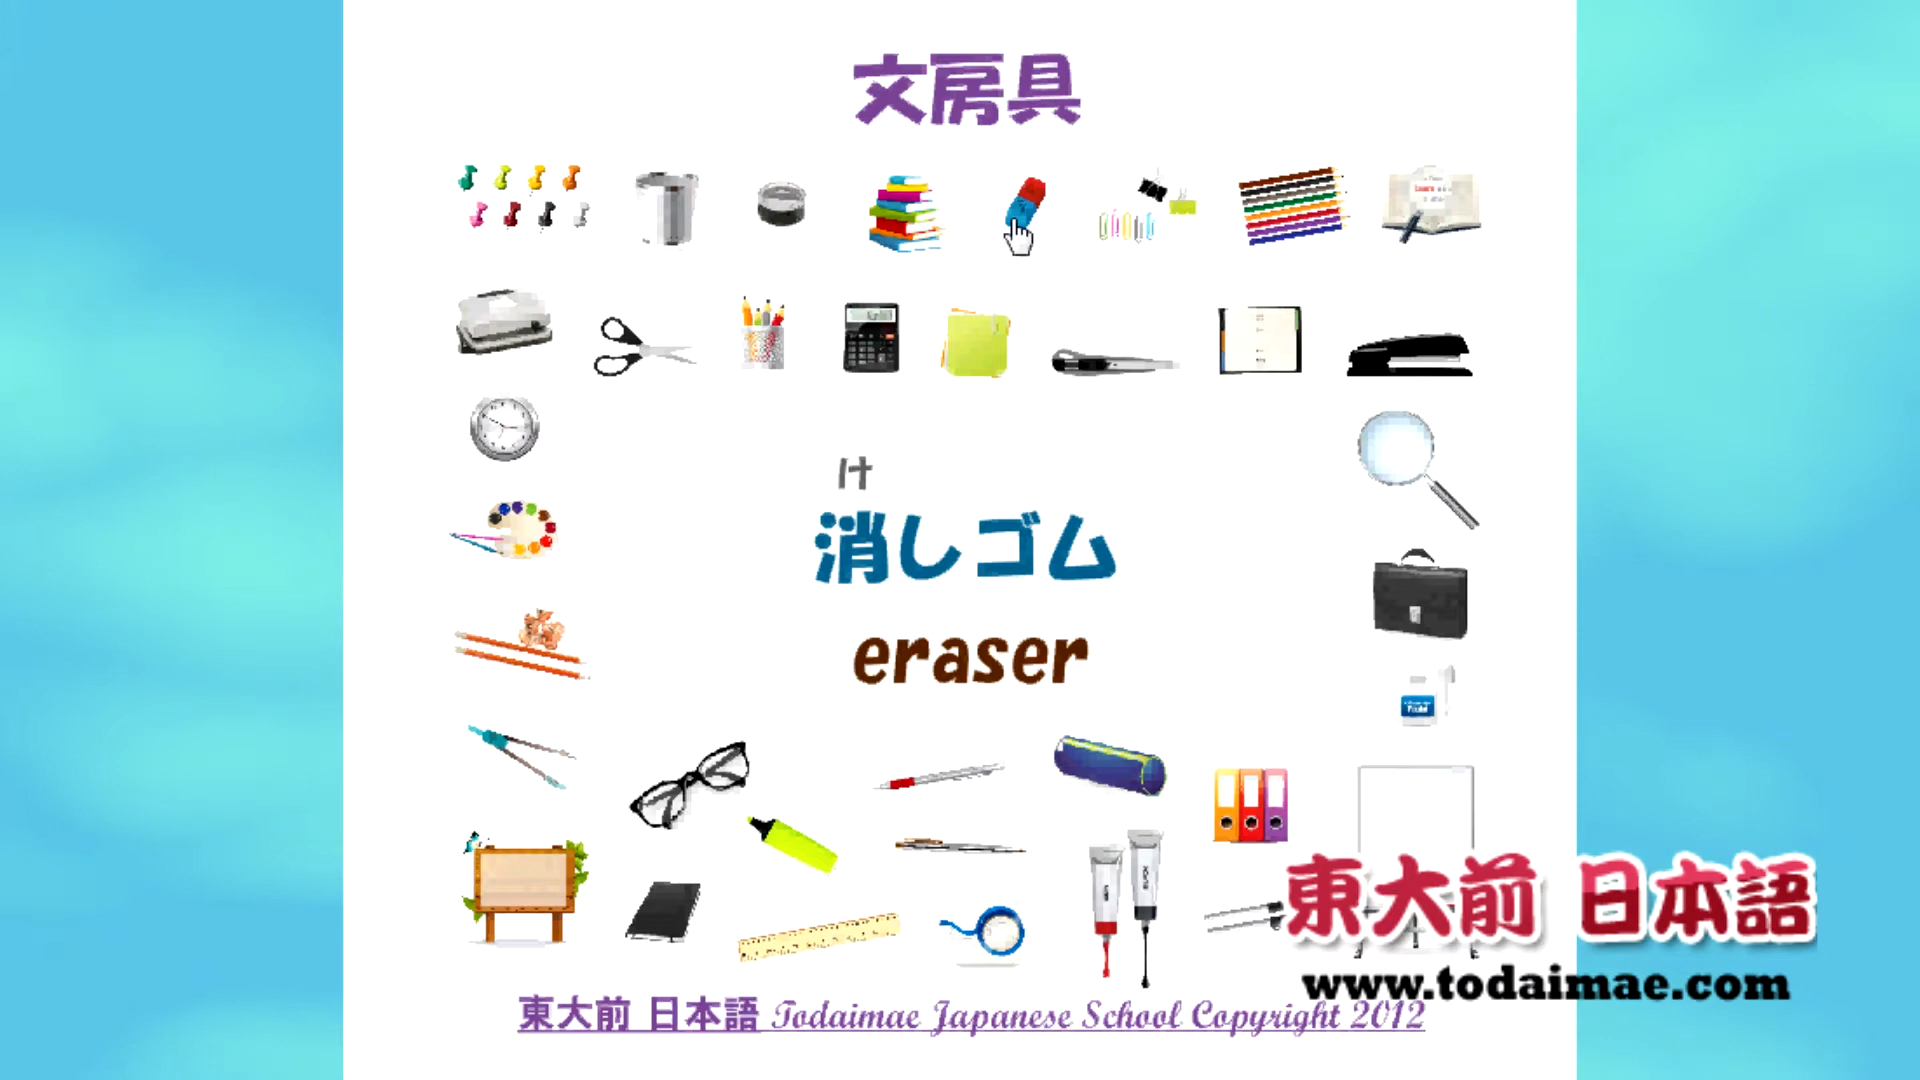 文房具
け
消しゴム
eraser
東大前 日本語
www.todaimae.com
東大前 日本語 Todaimae Japanese School Copyright 2012